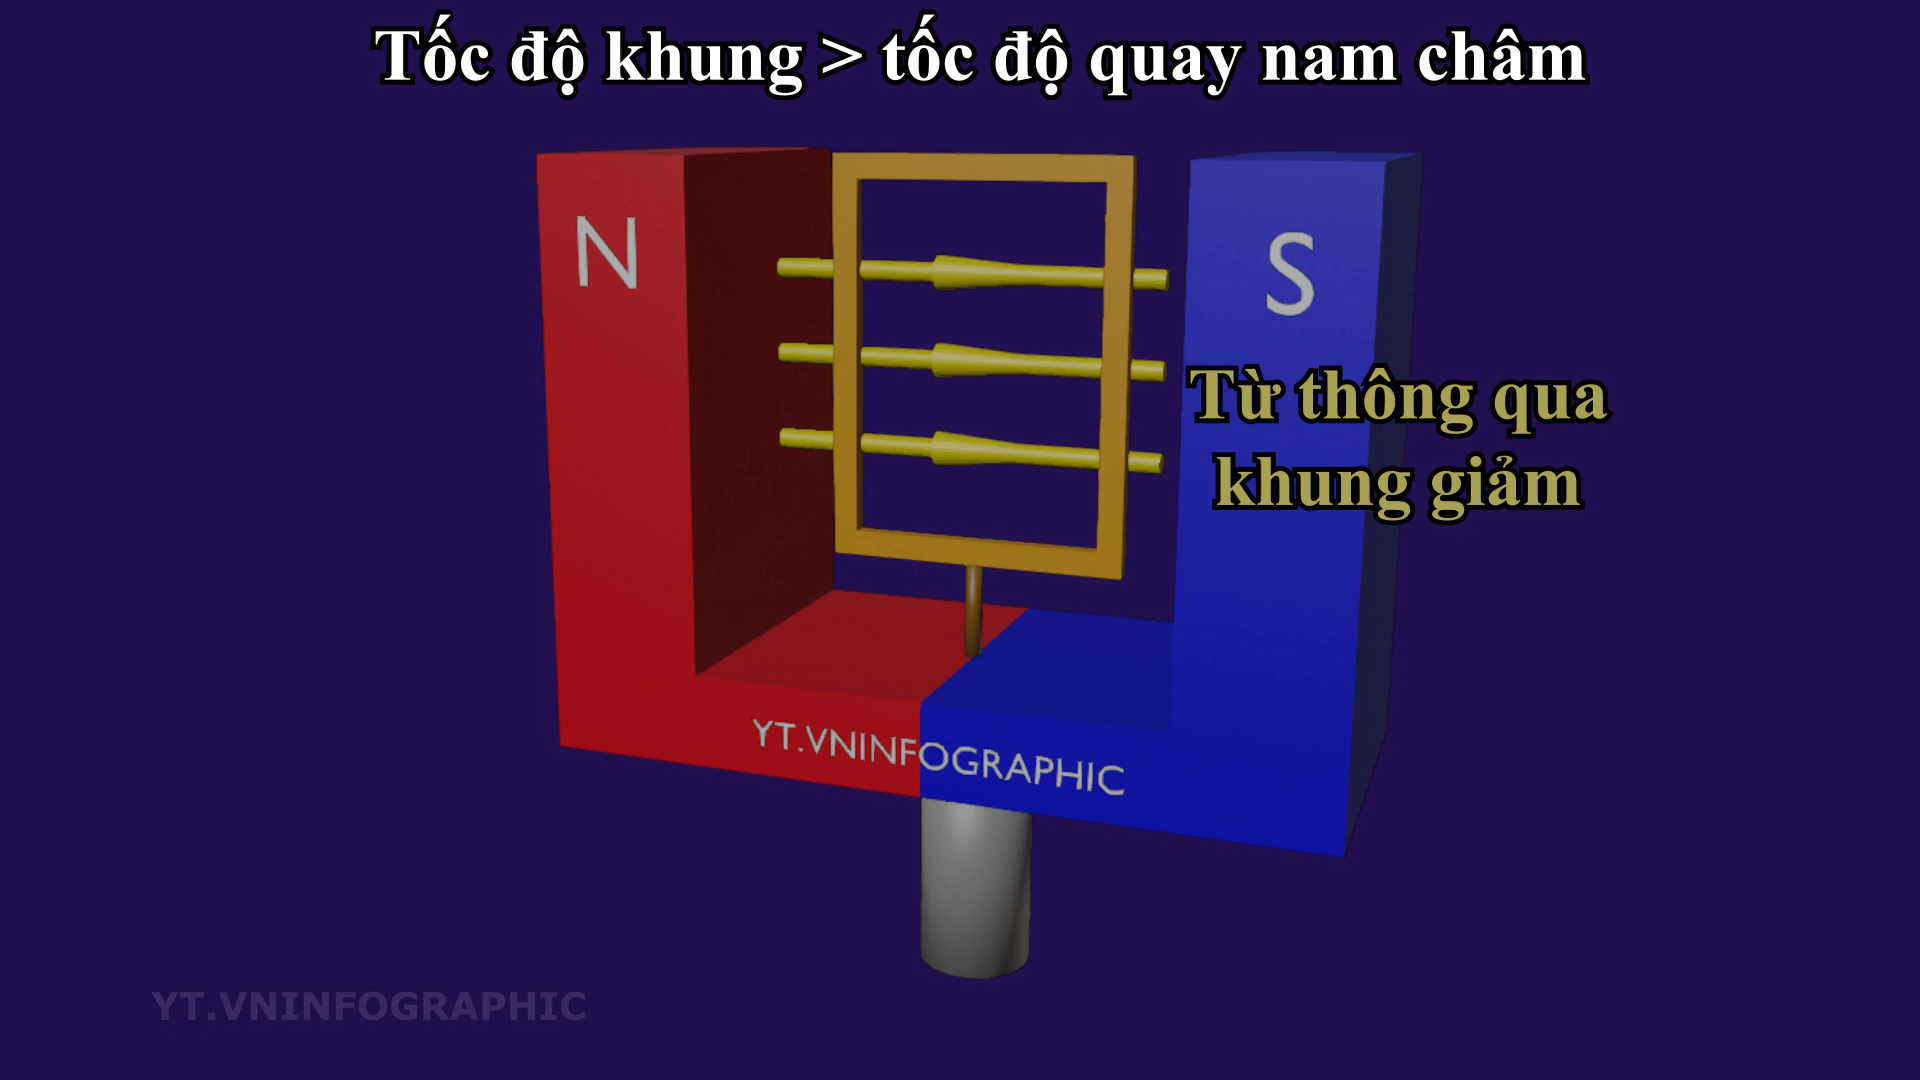 Tốc độ khung > tốc độ quay nam châm
N
S
Từ thông qua
khung giảm
YT.VNINFOGRAPHIC
YT.VNINFOGRAPHIC